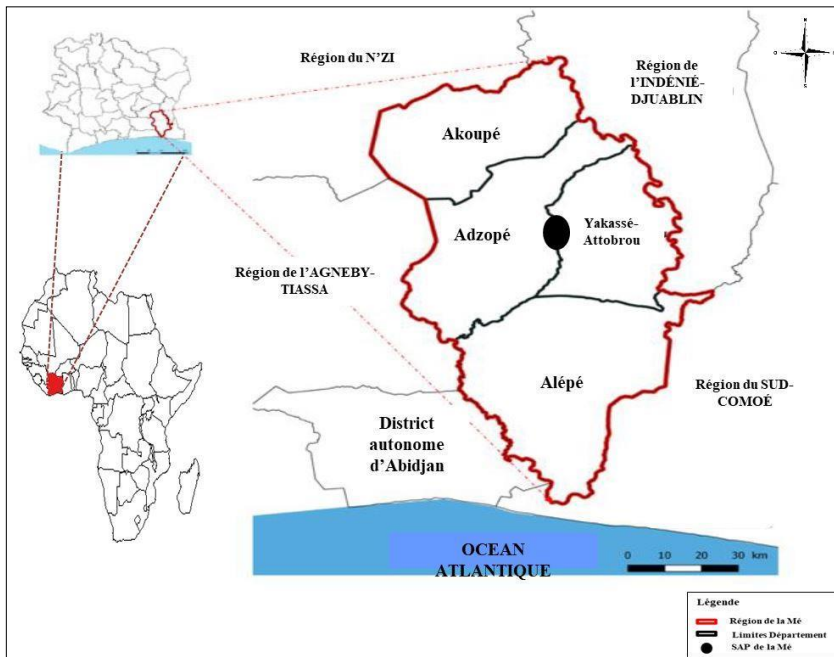 Région du N'ZI
Région de
l'INDÉNIÉ-
DJUABLIN
Akoupé
Adzopé
Yakassé-
Attobrou
Région de l'AGNEBY-
TIASSA
Alépé
Région du SUD-
COMOÉ
District
autonome
d'Abidjan
OCEAN
ATLANTIQUE
0 10 20 30 km
Légende
Région de la Mé
Limites Département
SAP de la Mé